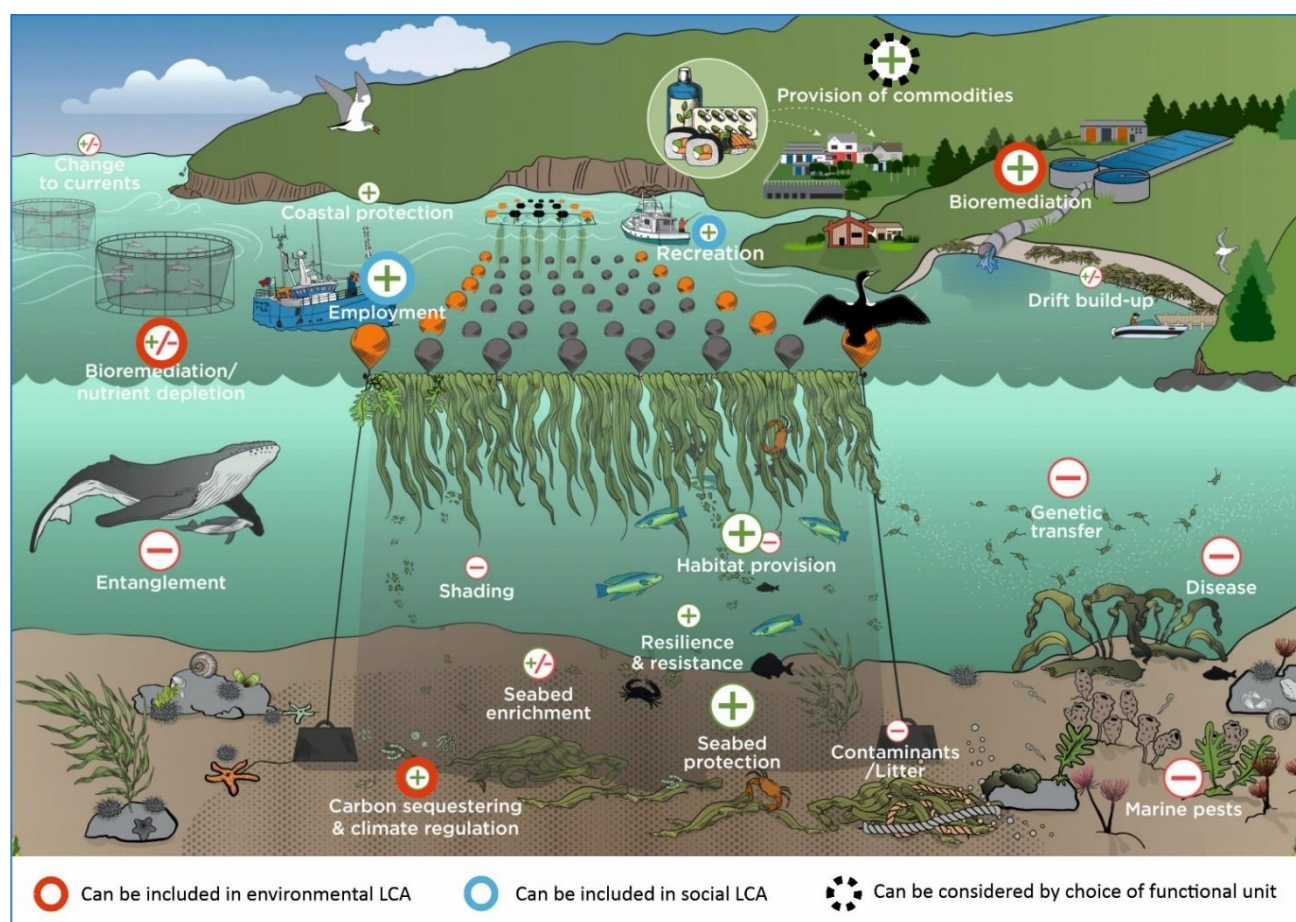 +
Provision of commodities
+/-
Change
to currents
+
Coastal protection
+
Bioremediation
+
Recreation
+
Employment
+/-
Drift build-up
+/-
Bioremediation/
nutrient depletion
−
Entanglement
−
Shading
+ −
Habitat provision
−
Genetic
transfer
−
Disease
+
Resilience
& resistance
+/-
Seabed
enrichment
+
Seabed
protection
−
Contaminants
/Litter
+
Carbon sequestering
& climate regulation
−
Marine pests
Can be included in environmental LCA
Can be included in social LCA
Can be considered by choice of functional unit